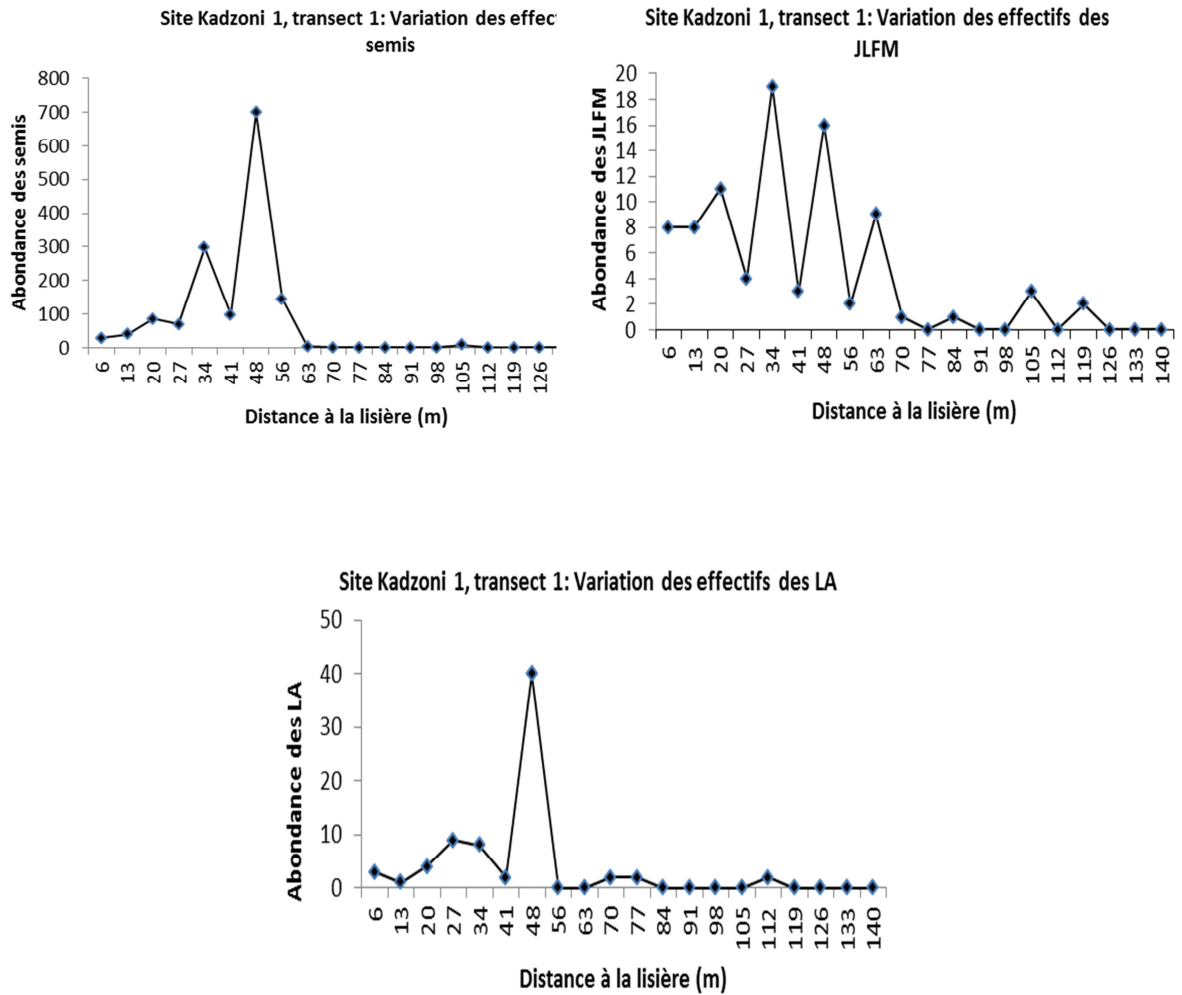 Site Kadzoni 1, transect 1: Variation des effec
semis
Abondance des semis
800
700
600
500
400
300
200
100
0
6 13 20 27 34 41 48 56 63 70 77 84 91 98 105 112 119 126
Distance à la lisière (m)
Site Kadzoni 1, transect 1: Variation des effectifs des
JLFM
Abondance des JLFM
20
18
16
14
12
10
8
6
4
2
0
6 13 20 27 34 41 48 56 63 70 77 84 91 98 105 112 119 126 133 140
Distance à la lisière (m)
Site Kadzoni 1, transect 1: Variation des effectifs des LA
Abondance des LA
50
40
30
20
10
0
6 13 20 27 34 41 48 56 63 70 77 84 91 98 105 112 119 126 133 140
Distance à la lisière (m)